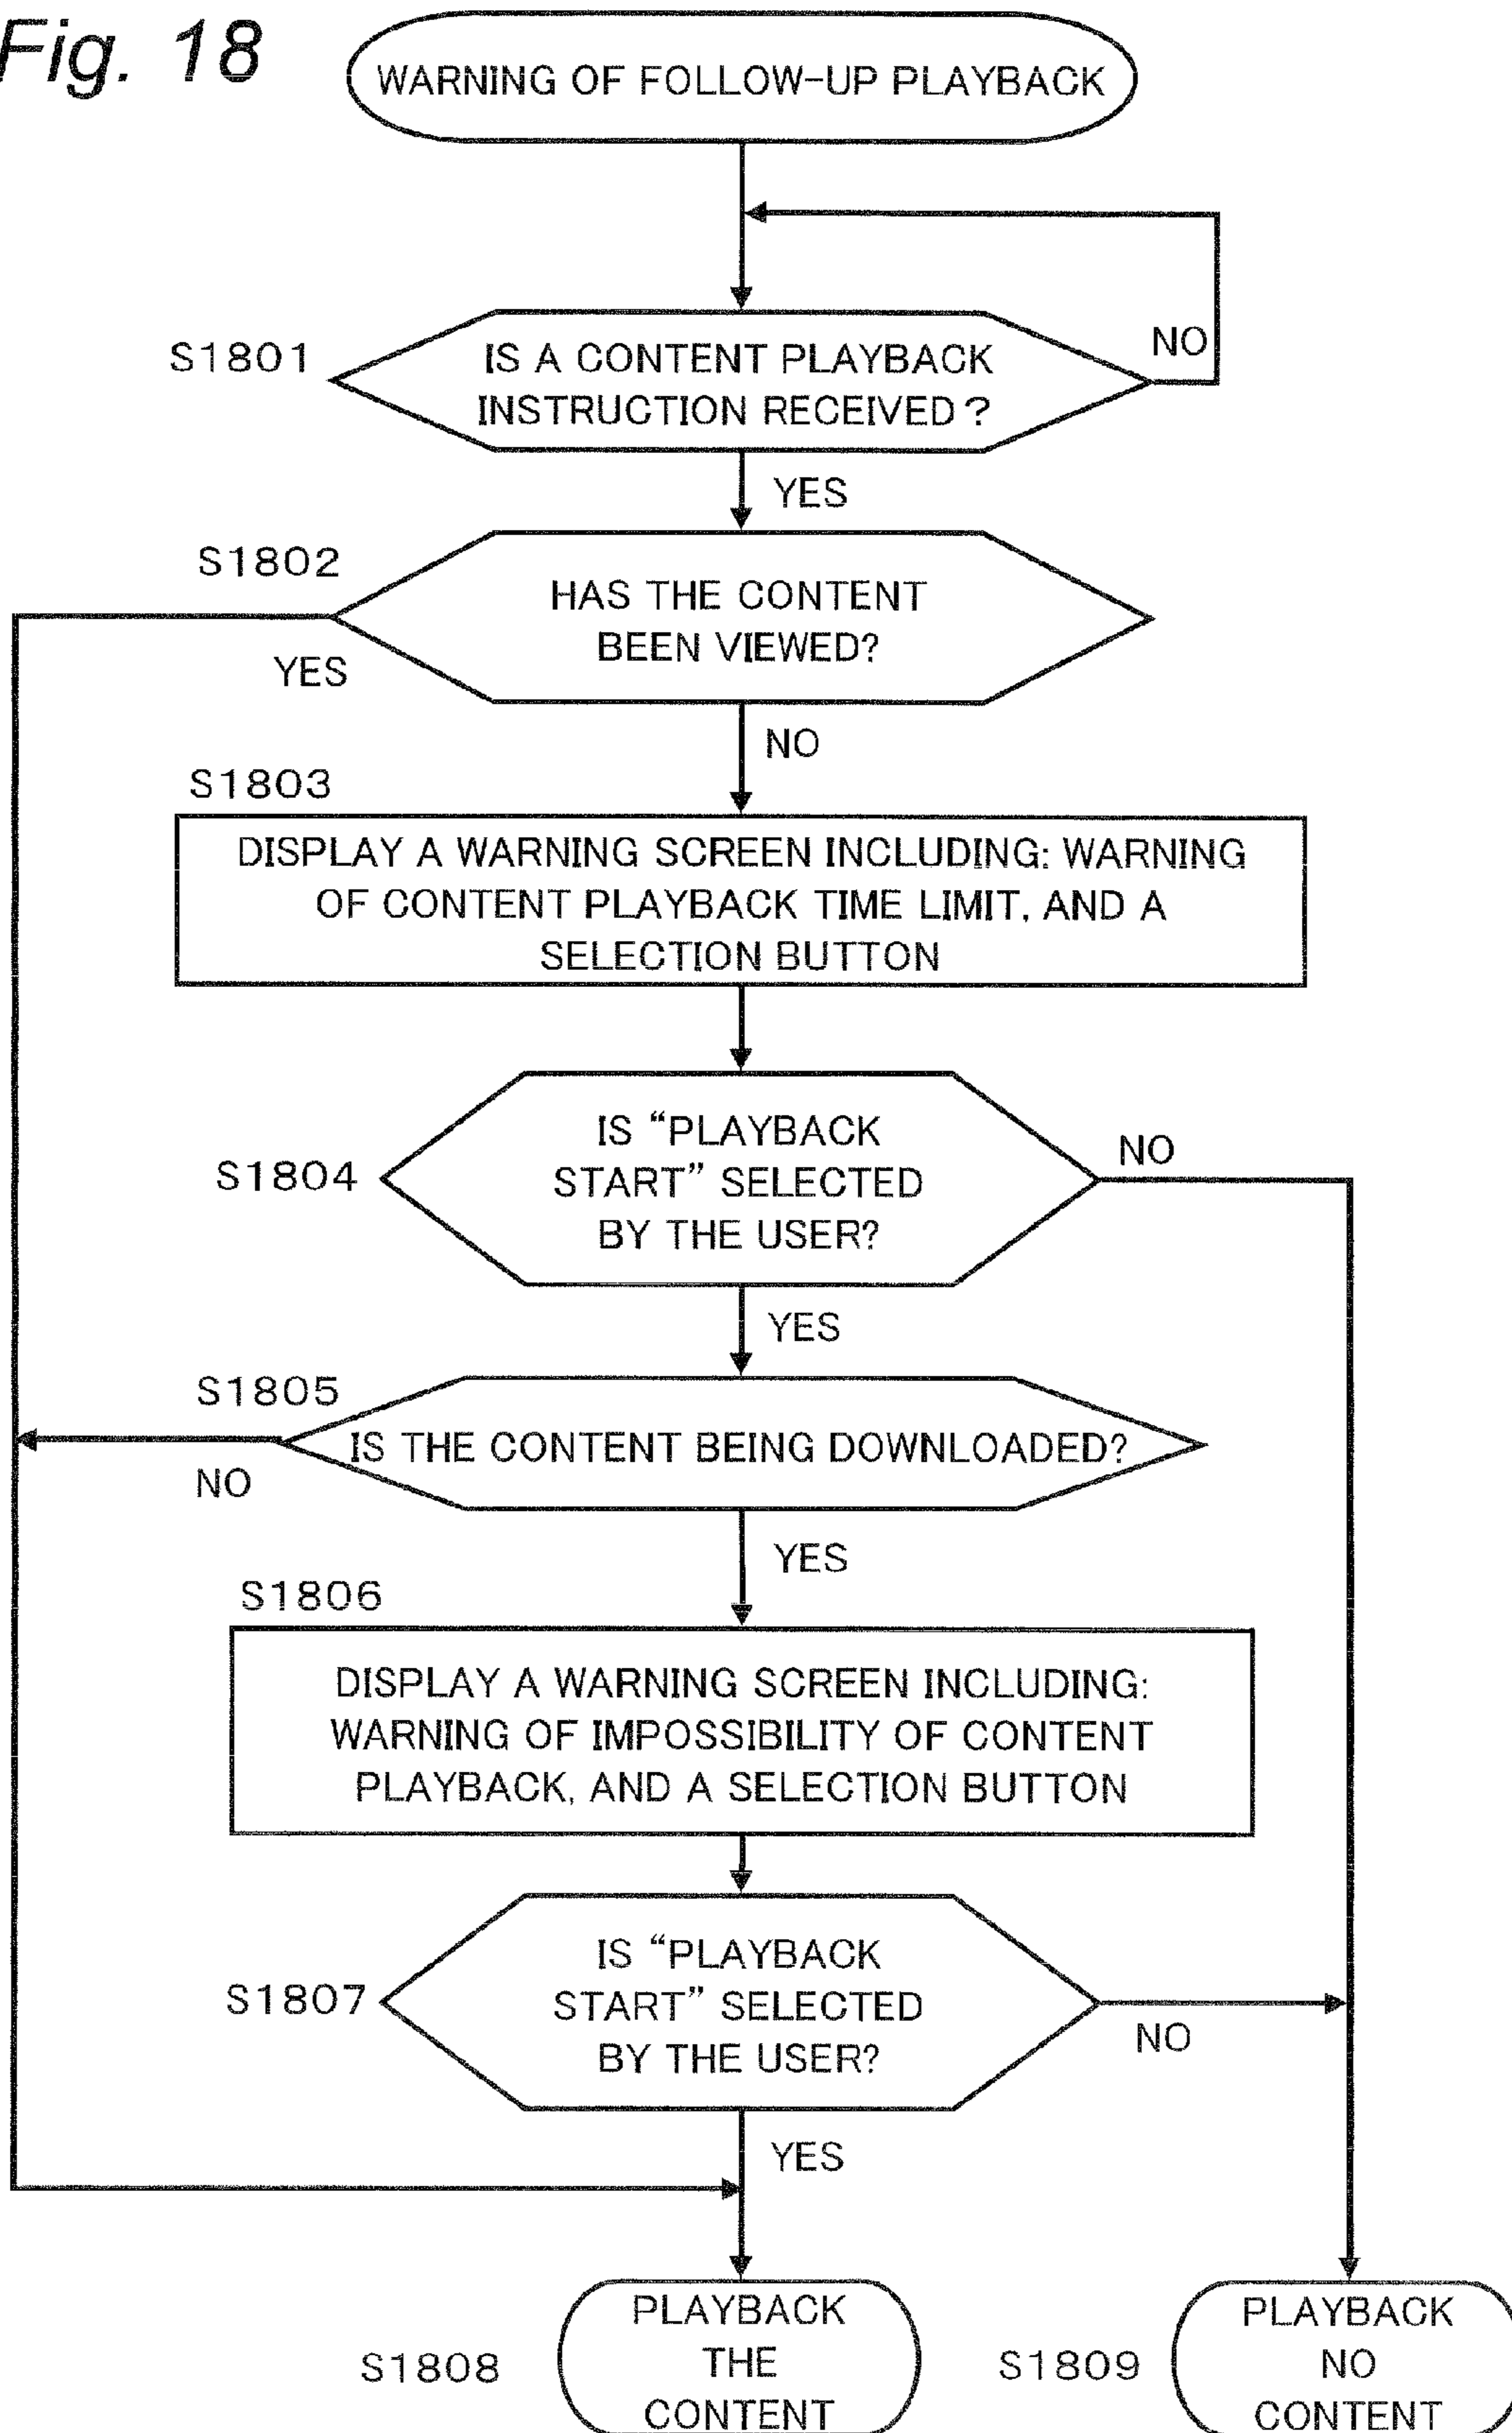 Fig. 18
WARNING OF FOLLOW-UP PLAYBACK
S1801
IS A CONTENT PLAYBACK
INSTRUCTION RECEIVED?
NO
YES
S1802
HAS THE CONTENT
BEEN VIEWED?
YES
NO
S1803
DISPLAY A WARNING SCREEN INCLUDING: WARNING
OF CONTENT PLAYBACK TIME LIMIT, AND A
SELECTION BUTTON
S1804
IS “PLAYBACK
START” SELECTED
BY THE USER?
NO
YES
S1805
IS THE CONTENT BEING DOWNLOADED?
NO
YES
S1806
DISPLAY A WARNING SCREEN INCLUDING:
WARNING OF IMPOSSIBILITY OF CONTENT
PLAYBACK, AND A SELECTION BUTTON
S1807
IS “PLAYBACK
START” SELECTED
BY THE USER?
NO
YES
S1808
PLAYBACK
THE
CONTENT
S1809
PLAYBACK
NO
CONTENT